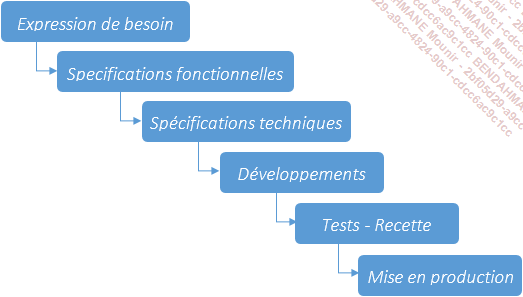 Expression de besoin
Specifications fonctionnelles
Spécifications techniques
Développements
Tests - Recette
Mise en production